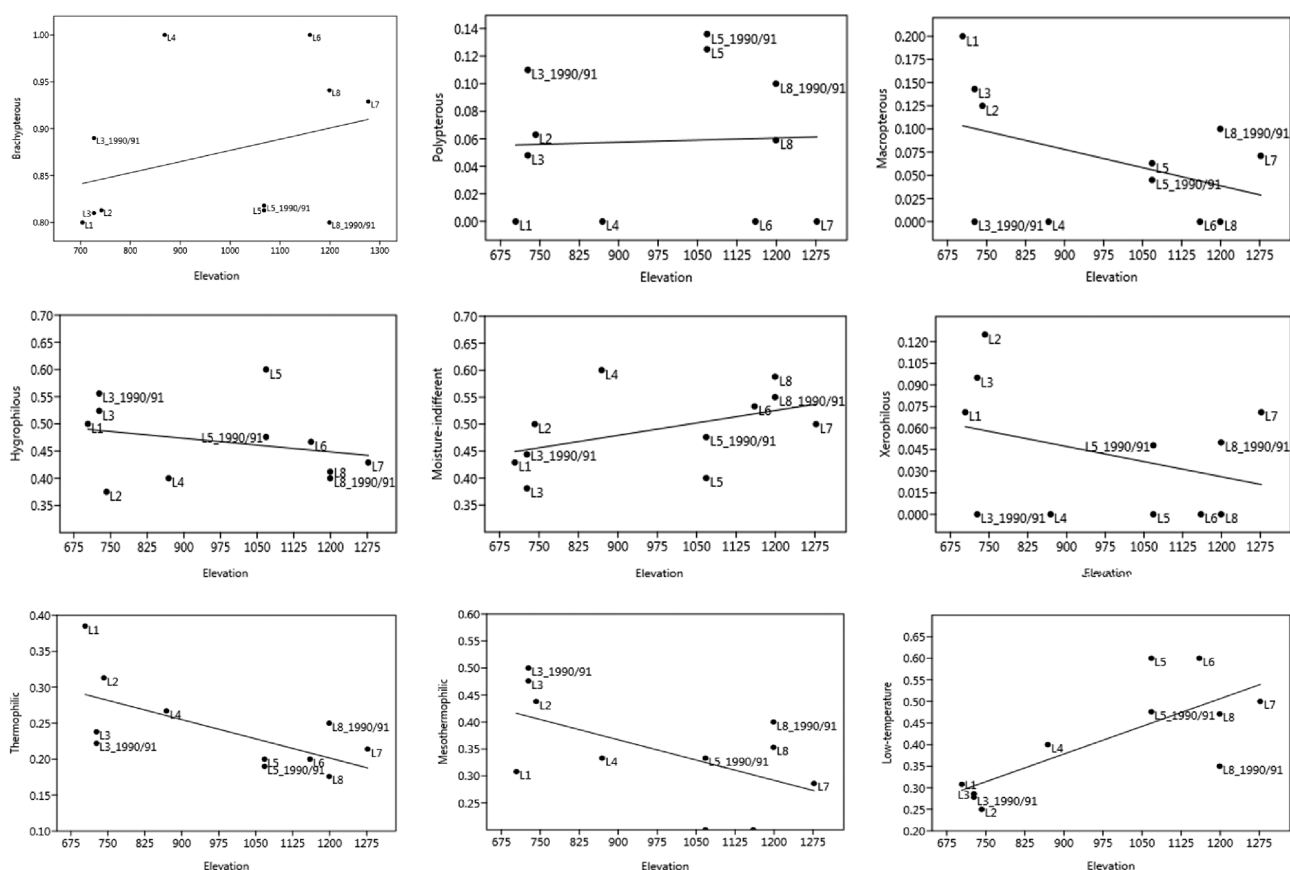 Brachypterous
1.00
0.95
0.90
0.85
0.80
L4
L6
L8
L7
L3_1990/91
L3
L2
L1
L5
L5_1990/91
L8_1990/91
700 800 900 1000 1100 1200 1300
Elevation
Polypterous
0.14
0.12
0.10
0.08
0.06
0.04
0.02
0.00
L5_1990/91
L5
L3_1990/91
L8_1990/91
L2
L3
L8
L1
L4
L6
L7
675 750 825 900 975 1050 1125 1200 1275
Elevation
Macropterous
0.200
0.175
0.150
0.125
0.100
0.075
0.050
0.025
0.000
L1
L3
L2
L8_1990/91
L7
L5
L5_1990/91
L3_1990/91
L4
L6
L8
675 750 825 900 975 1050 1125 1200 1275
Elevation
Hygrophilous
0.70
0.65
0.60
0.55
0.50
0.45
0.40
0.35
L5
L3_1990/91
L3
L1
L5_1990/91
L6
L7
L8
L8_1990/91
L4
L2
675 750 825 900 975 1050 1125 1200 1275
Elevation
Moisture-indifferent
0.70
0.65
0.60
0.55
0.50
0.45
0.40
0.35
L4
L8
L8_1990/91
L6
L2
L7
L5_1990/91
L3_1990/91
L1
L5
L3
675 750 825 900 975 1050 1125 1200 1275
Elevation
Xerophilous
0.120
0.105
0.090
0.075
0.060
0.045
0.030
0.015
0.000
L2
L3
L1
L7
L5_1990/91
L8_1990/91
L3_1990/91
L4
L5
L6
L8
675 750 825 900 975 1050 1125 1200 1275
Elevation
Thermophilic
0.40
0.35
0.30
0.25
0.20
0.15
0.10
L1
L2
L4
L8_1990/91
L3
L3_1990/91
L7
L5
L6
L5_1990/91
L8
675 750 825 900 975 1050 1125 1200 1275
Elevation
Mesothermophilic
0.60
0.55
0.50
0.45
0.40
0.35
0.30
0.25
L3_1990/91
L3
L2
L8_1990/91
L8
L4
L5_1990/91
L1
L7
675 750 825 900 975 1050 1125 1200 1275
Elevation
Low-temperature
0.65
0.60
0.55
0.50
0.45
0.40
0.35
0.30
0.25
0.20
L5
L6
L7
L5_1990/91
L8
L4
L8_1990/91
L1
L3
L3_1990/91
L2
675 750 825 900 975 1050 1125 1200 1275
Elevation